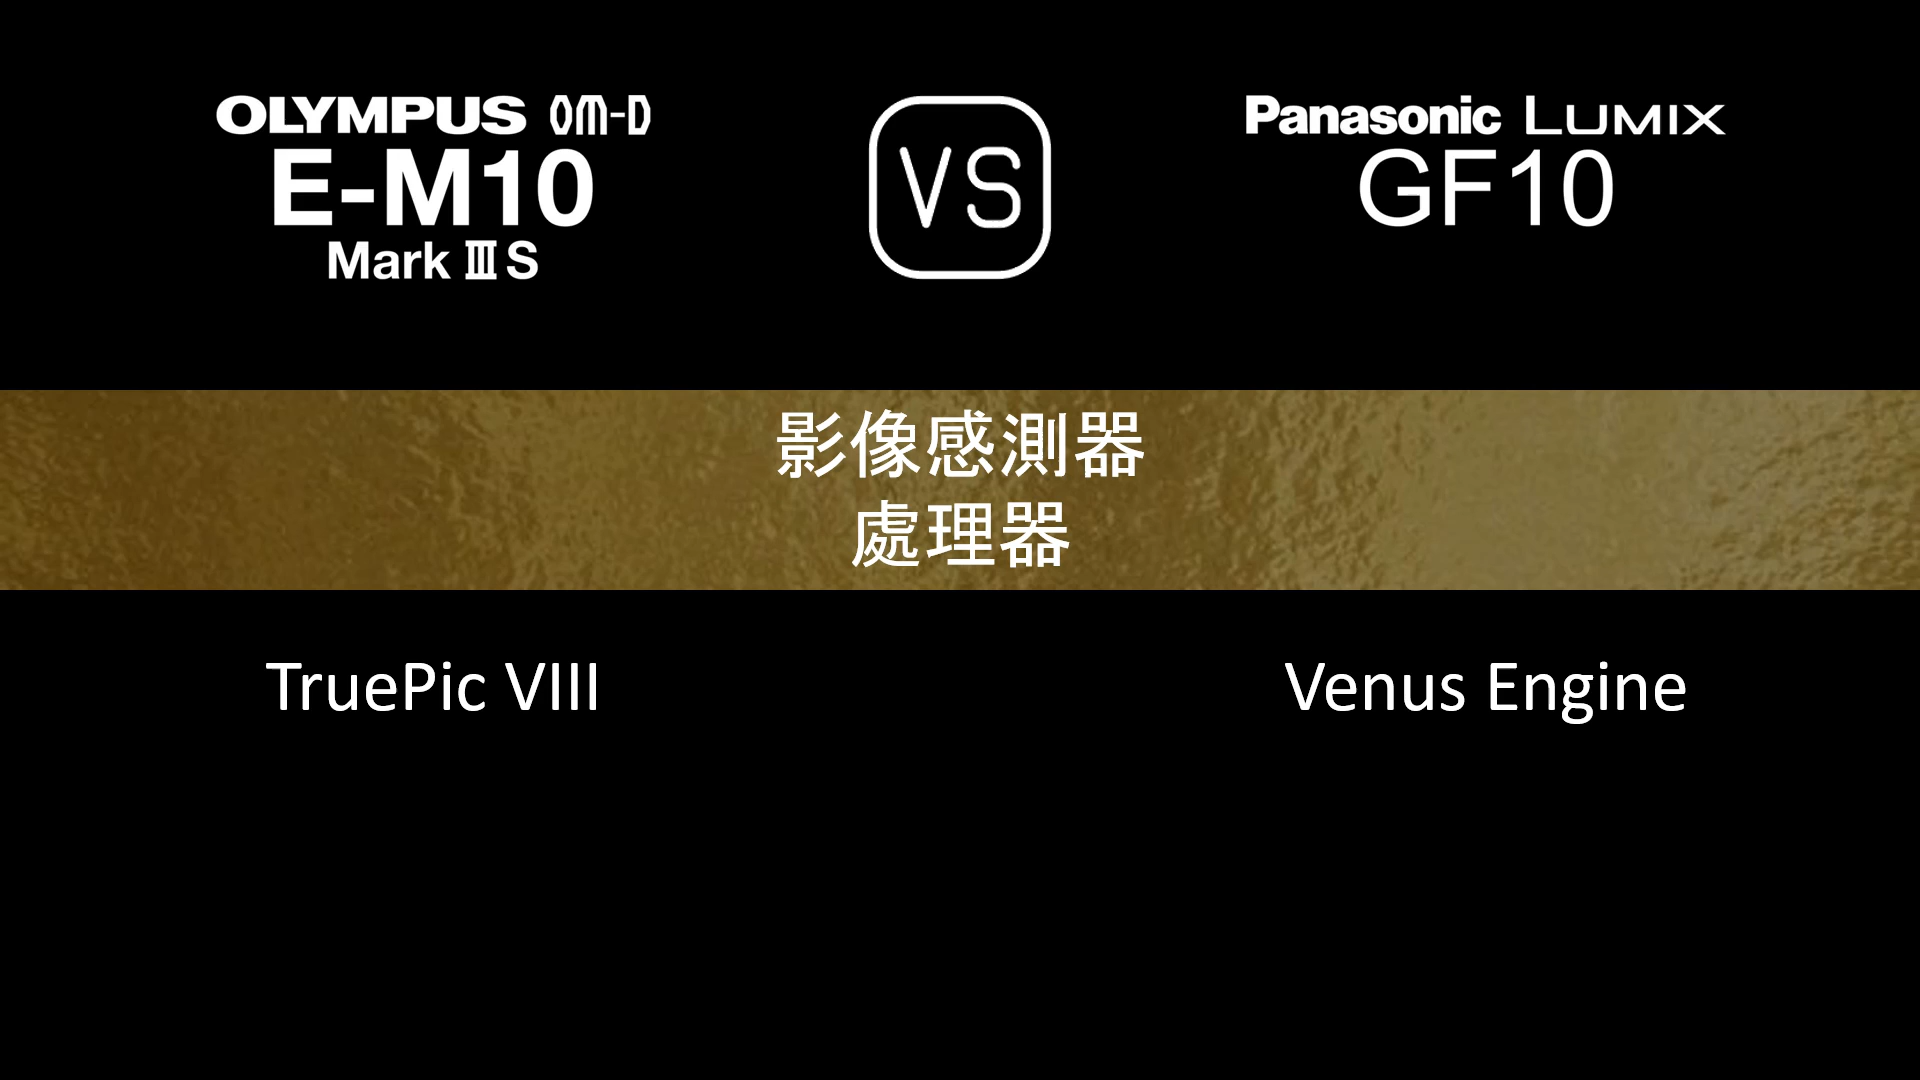 OLYMPUS OM-D
E-M10
Mark III S
VS
Panasonic LUMIX
GF10
影像感測器
處理器
TruePic VIII
Venus Engine